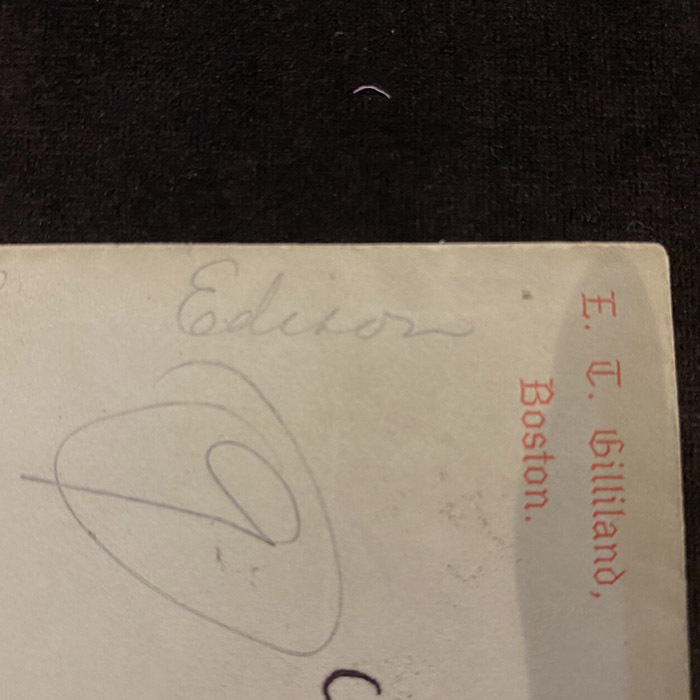 Edison
E. T. Gilliland,
Boston.